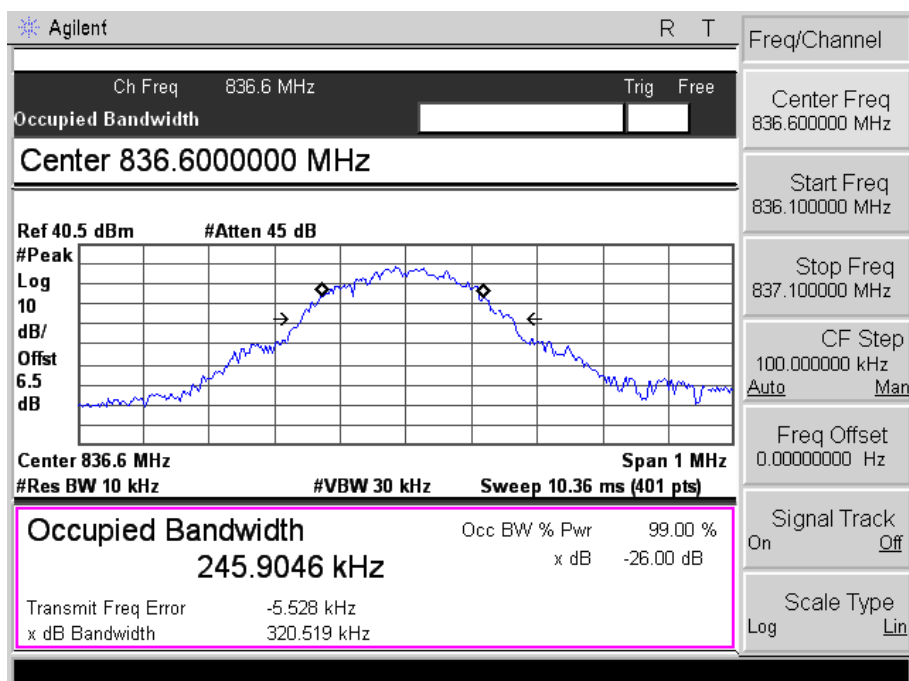 Agilent R T
Ch Freq 836.6 MHz Trig Free
Occupied Bandwidth
Center 836.6000000 MHz
Ref 40.5 dBm #Atten 45 dB
#Peak
Log
10
dB/
Offst
6.5
dB
Center 836.6 MHz Span 1 MHz
#Res BW 10 kHz #VBW 30 kHz Sweep 10.36 ms (401 pts)
Occupied Bandwidth
245.9046 kHz
Occ BW % Pwr 99.00 %
x dB -26.00 dB
Transmit Freq Error -5.528 kHz
x dB Bandwidth 320.519 kHz
Freq/Channel
Center Freq
836.600000 MHz
Start Freq
836.100000 MHz
Stop Freq
837.100000 MHz
CF Step
100.000000 kHz
Auto Man
Freq Offset
0.00000000 Hz
Signal Track
On Off
Scale Type
Log Lin